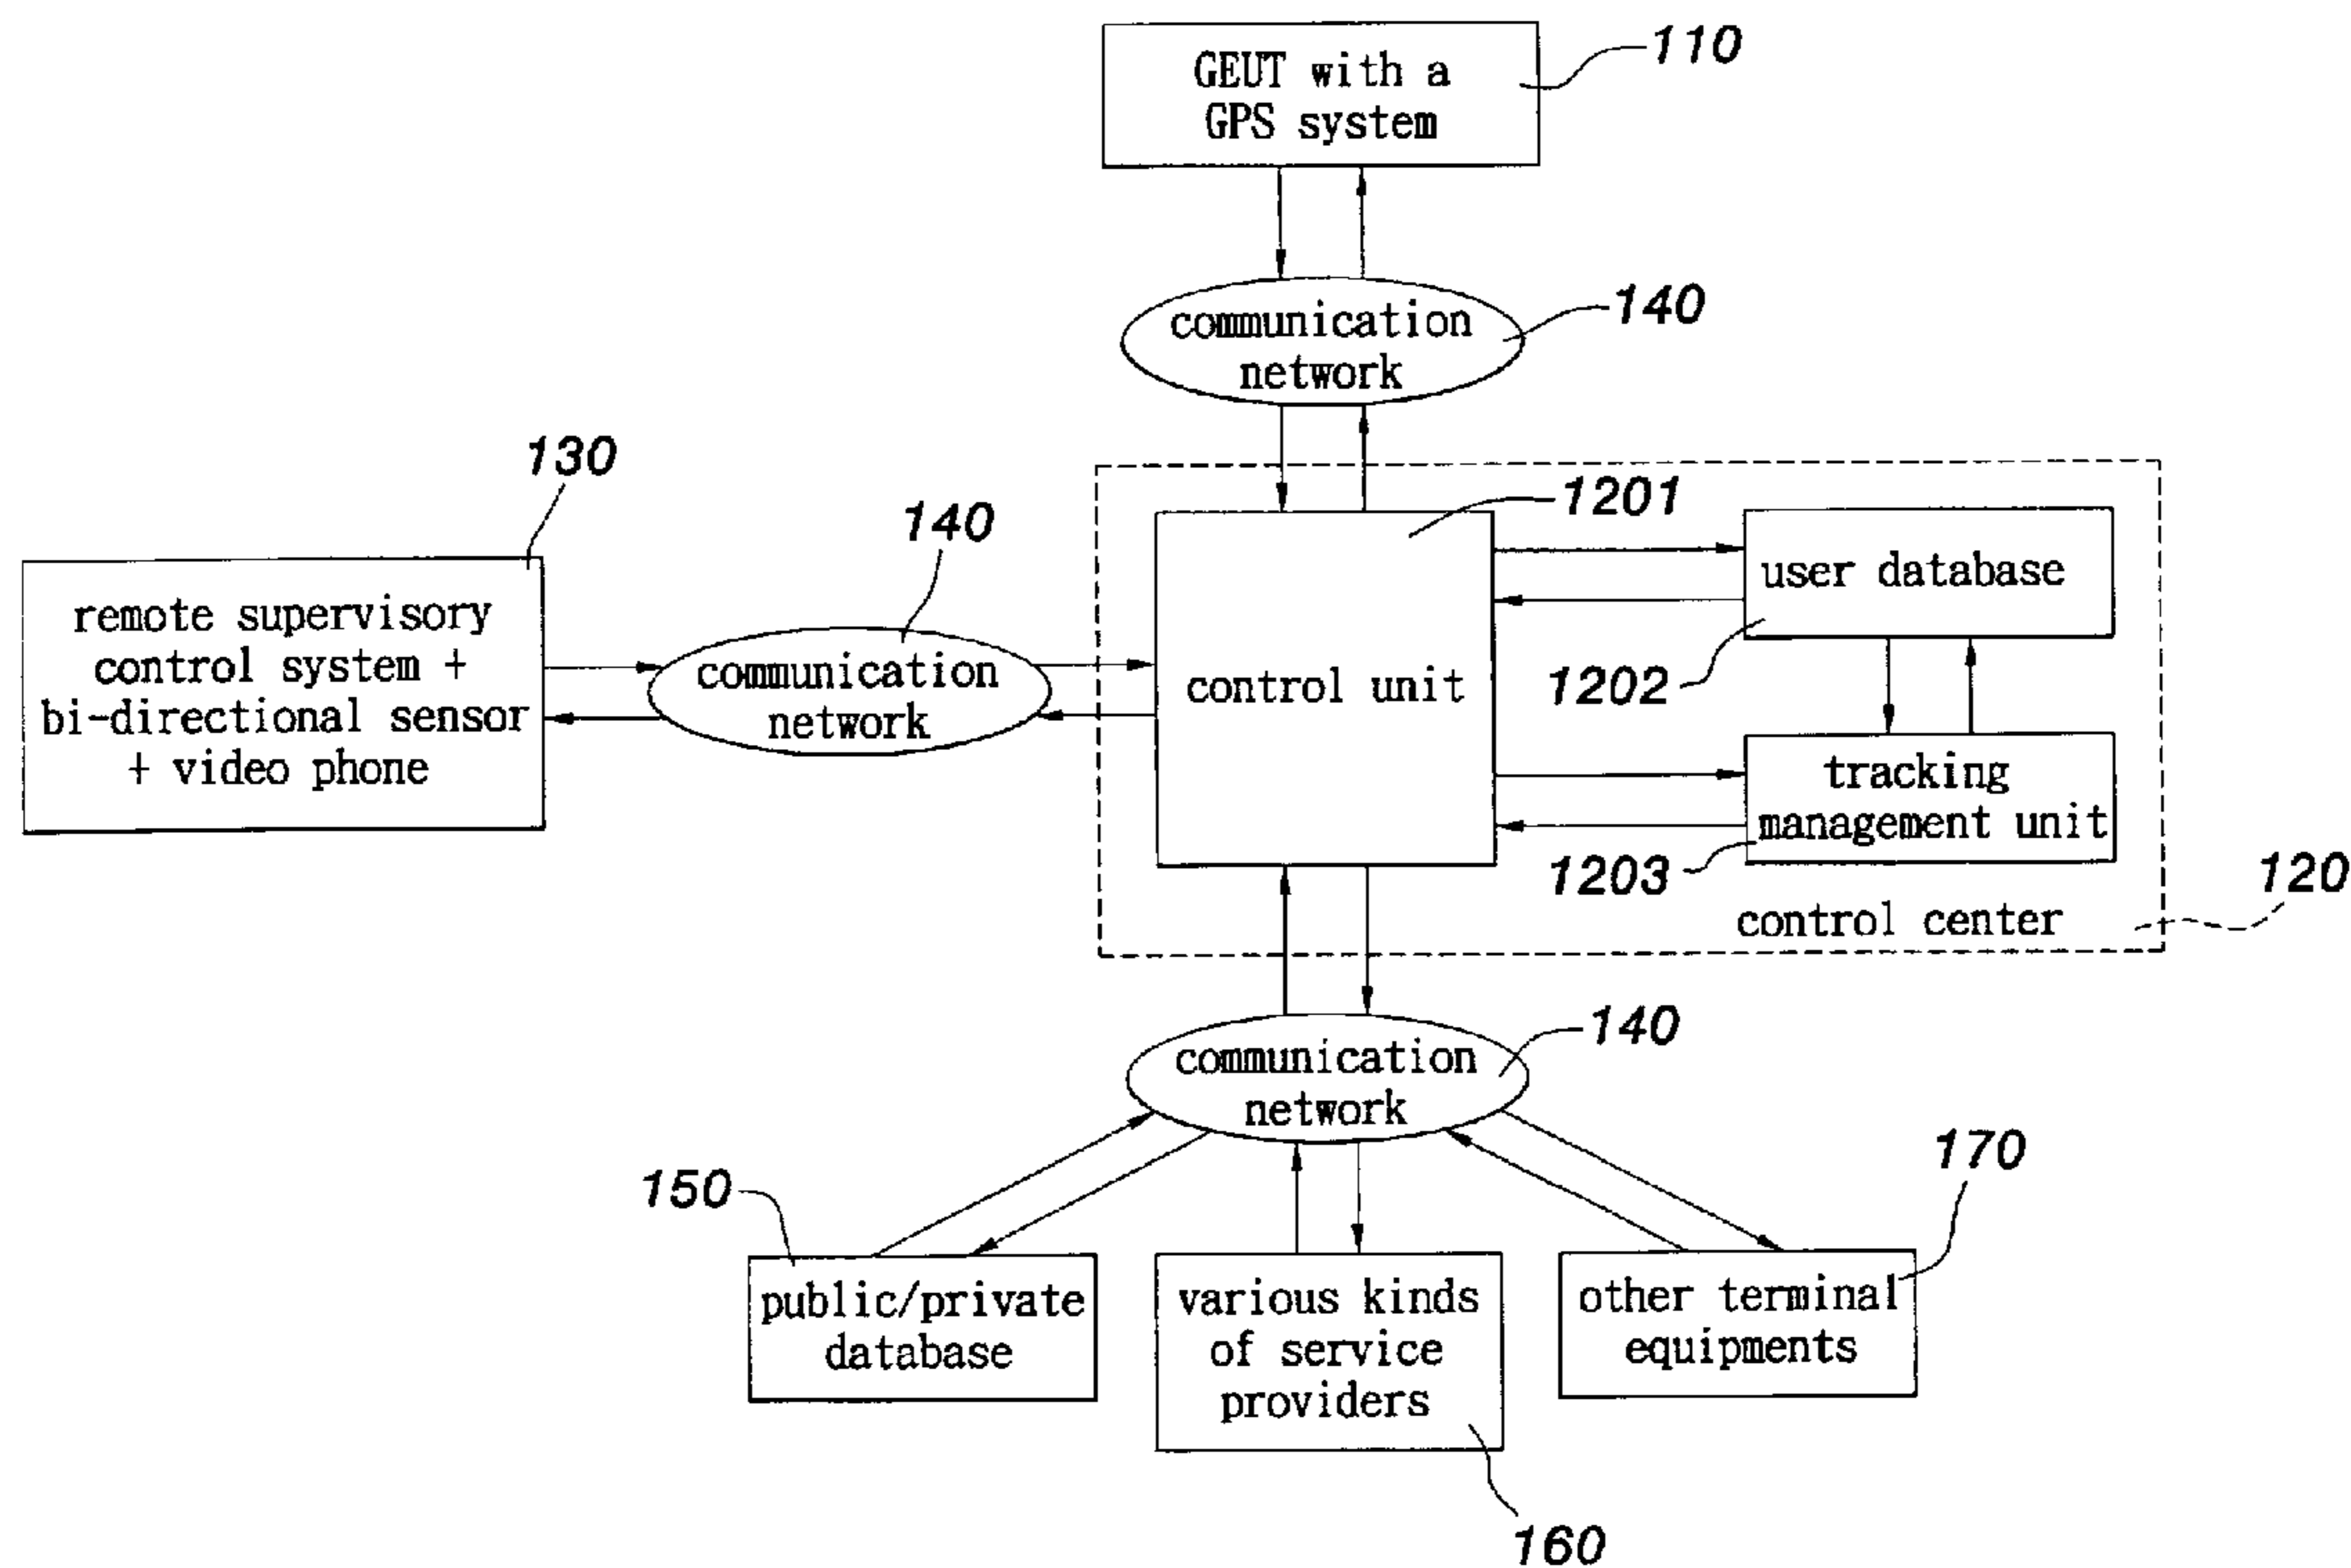 110
GEUT with a
GPS system
140
communication
network
130
140
1201
user database
remote supervisory
control system +
bi-directional sensor
+ video phone
communication
network
control unit
1202
tracking
management unit
1203
120
control center
140
communication
network
150
170
public/private
database
various kinds
of service
providers
other terminal
equipments
160